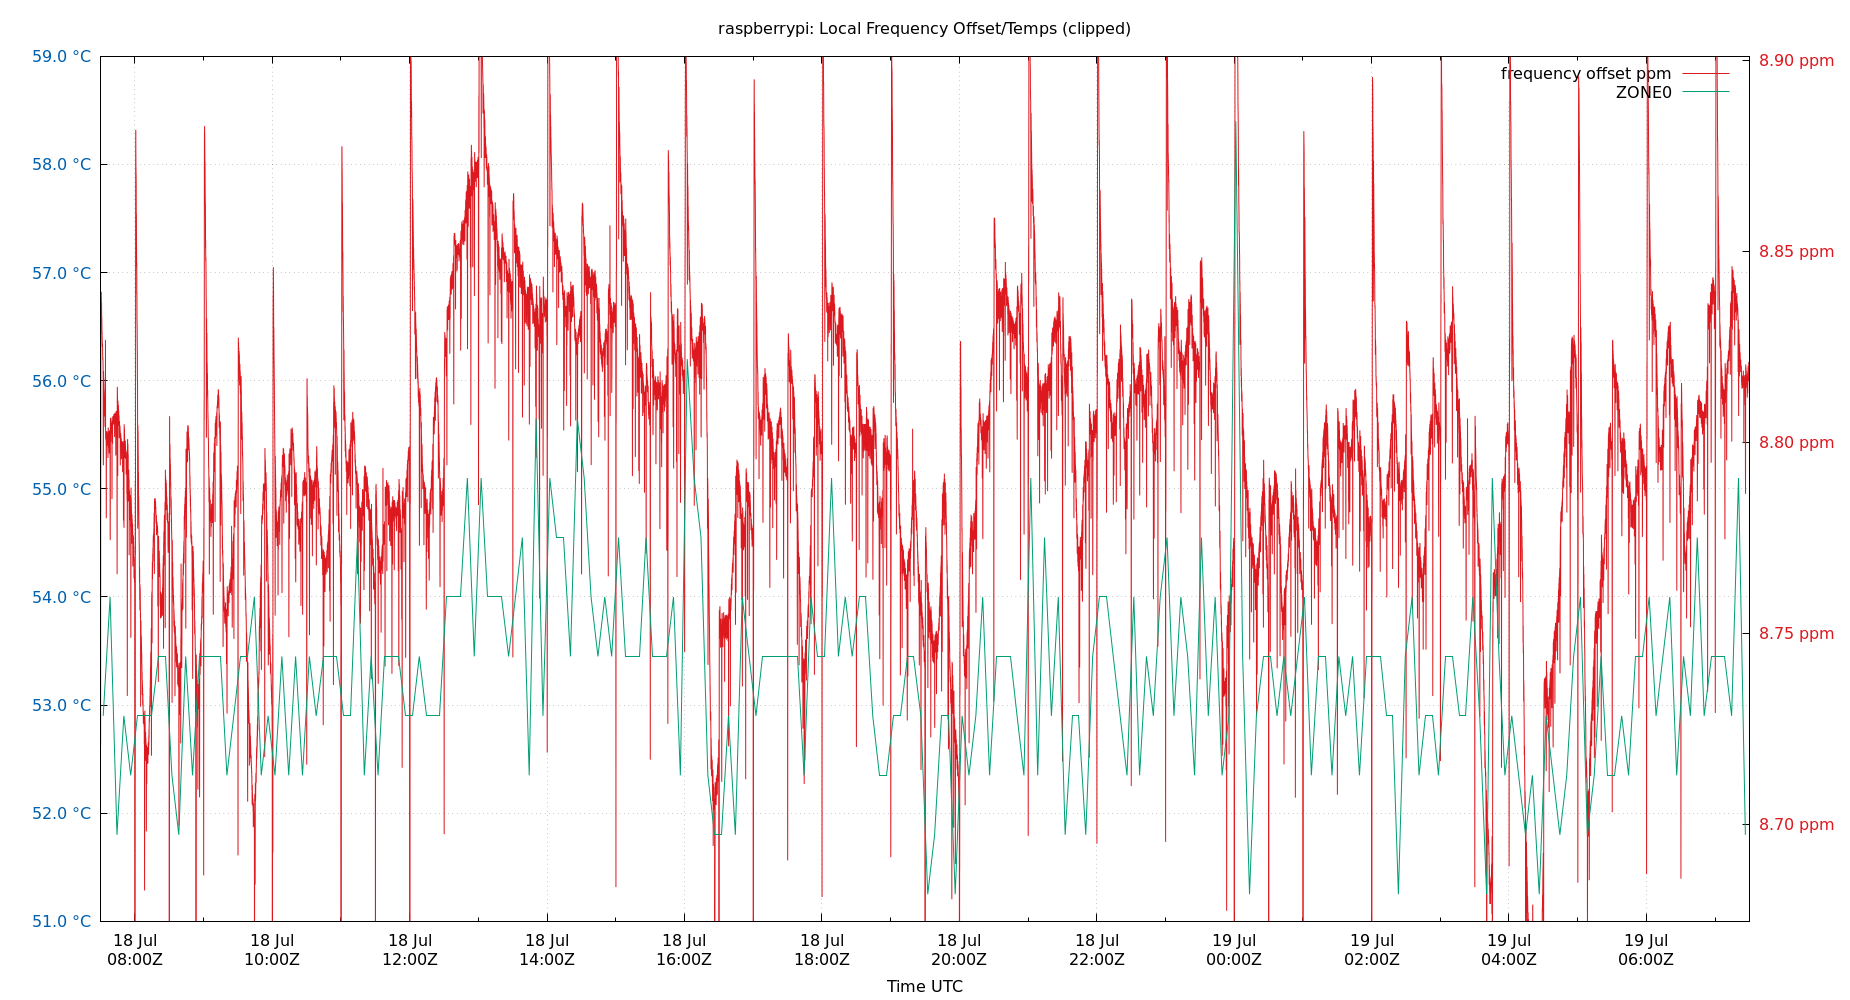 raspberrypi: Local Frequency Offset/Temps (clipped)
59.0 °C
58.0 °C
57.0 °C
56.0 °C
55.0 °C
54.0 °C
53.0 °C
52.0 °C
51.0 °C
8.90 ppm
8.85 ppm
8.80 ppm
8.75 ppm
8.70 ppm
frequency offset ppm
ZONE0
18 Jul
08:00Z
18 Jul
10:00Z
18 Jul
12:00Z
18 Jul
14:00Z
18 Jul
16:00Z
18 Jul
18:00Z
18 Jul
20:00Z
18 Jul
22:00Z
19 Jul
00:00Z
19 Jul
02:00Z
19 Jul
04:00Z
19 Jul
06:00Z
Time UTC